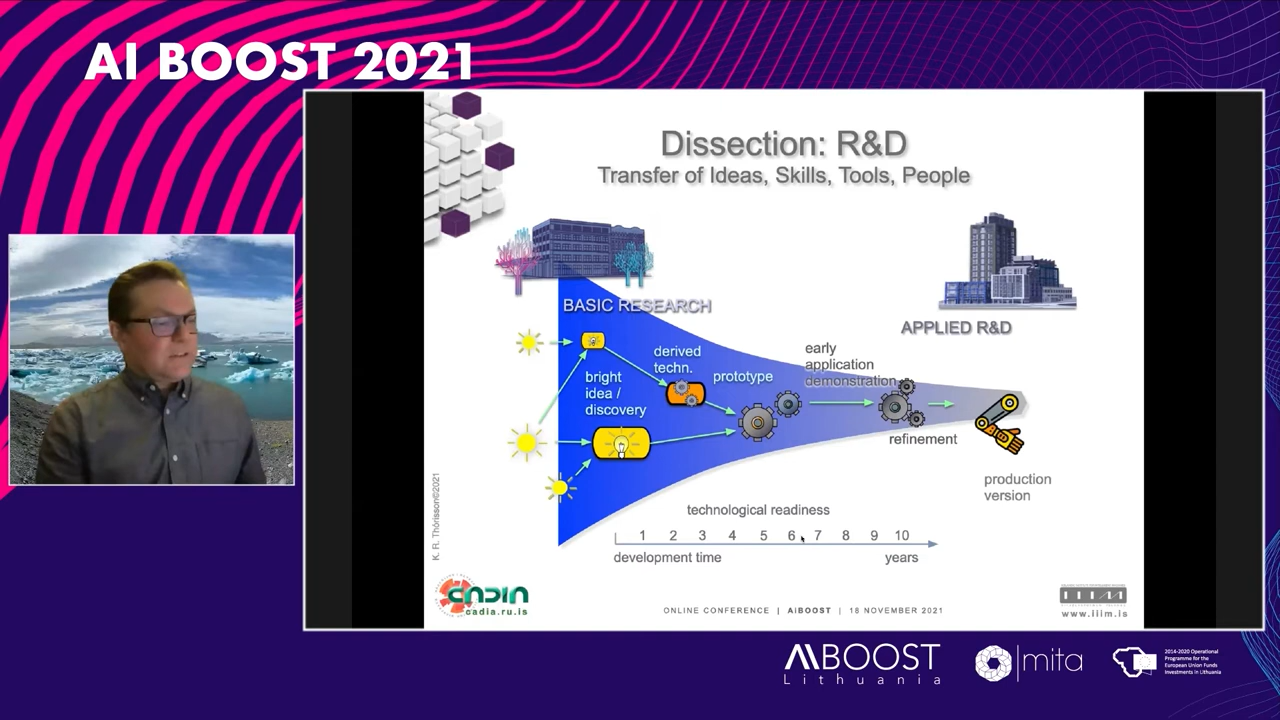 AI BOOST 2021
Dissection: R&D
Transfer of Ideas, Skills, Tools, People
BASIC RESEARCH
APPLIED R&D
bright
idea /
discovery
derived
techn.
prototype
early
application
demonstration
refinement
production
version
technological readiness
1 2 3 4 5 6 7 8 9 10
development time
years
K. R. Thórisson©2021
CADIA
cadia.ru.is
ONLINE CONFERENCE | AiBOOST | 18 NOVEMBER 2021
IIIM
www.iiim.is
AIBOOST
Lithuania
mita
2014-2020 Operational
Programme for the
European Union Funds
Investments in Lithuania